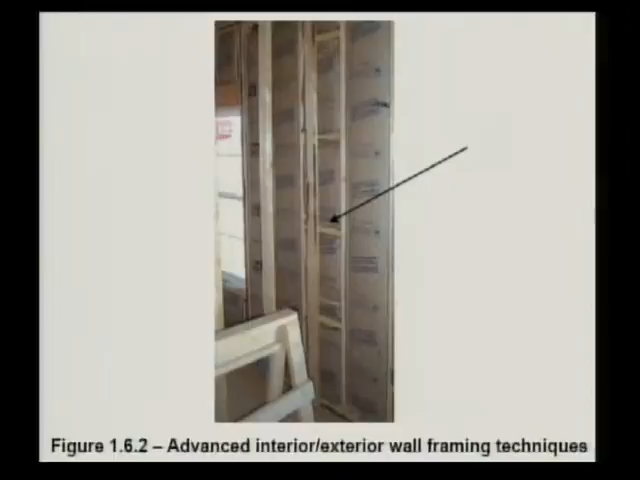 Figure 1.6.2 – Advanced interior/exterior wall framing techniques